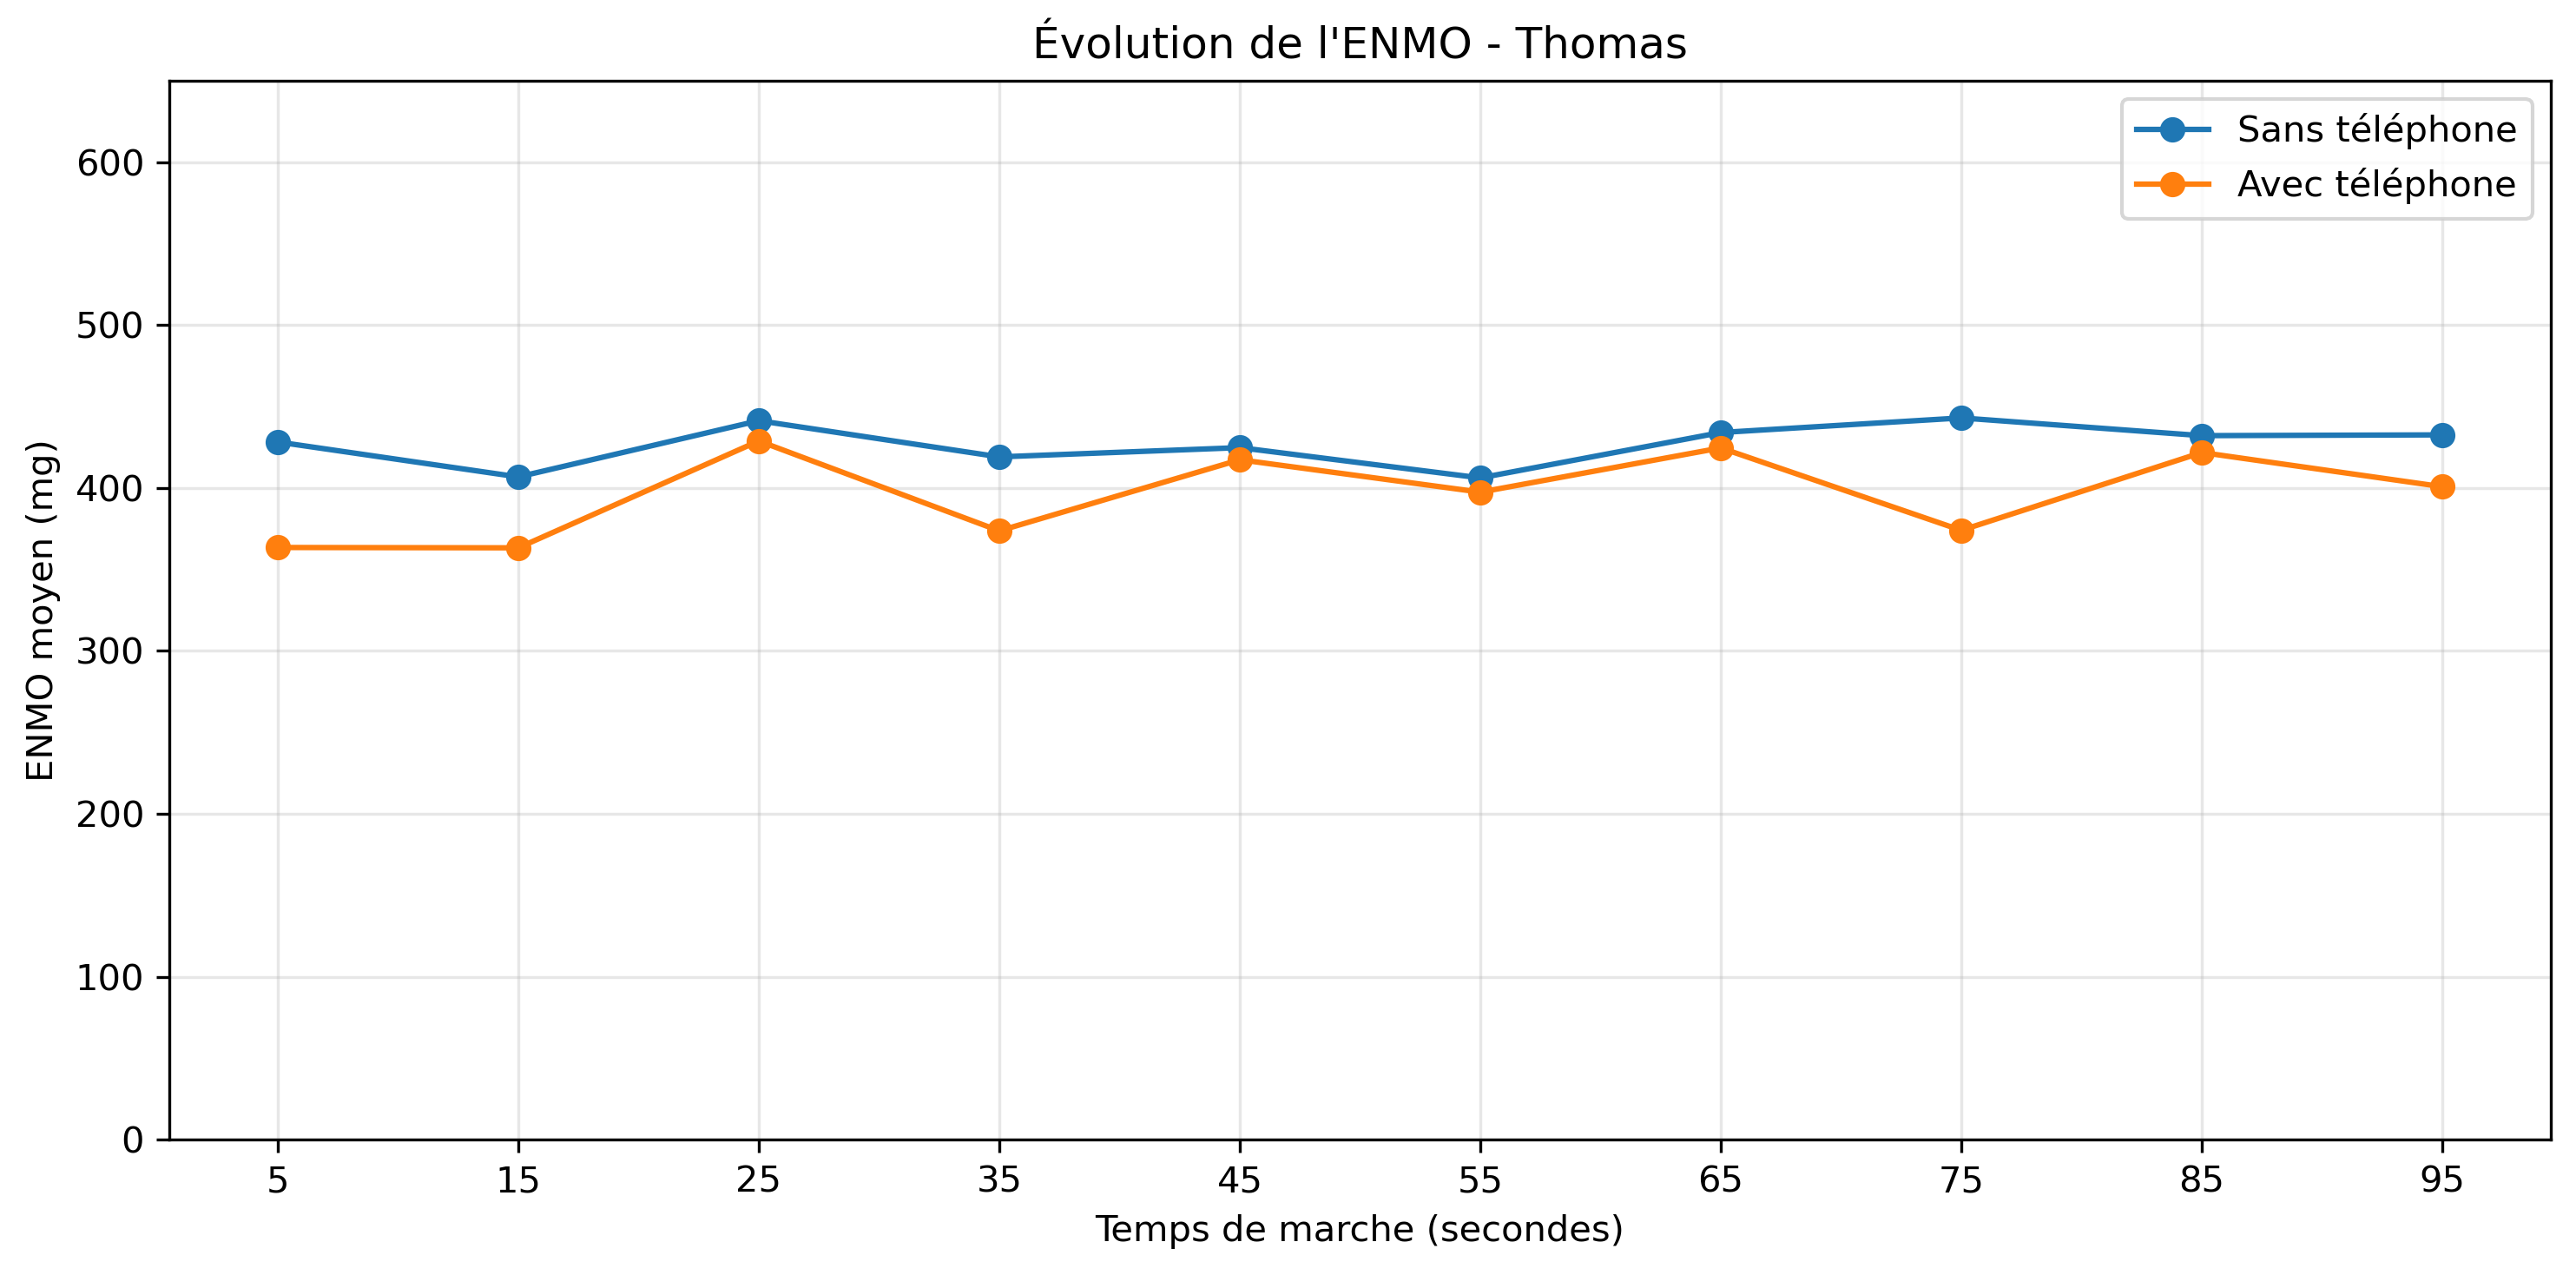 Évolution de l'ENMO - Thomas
Sans téléphone
Avec téléphone
ENMO moyen (mg)
600
500
400
300
200
100
0
5 15 25 35 45 55 65 75 85 95
Temps de marche (secondes)